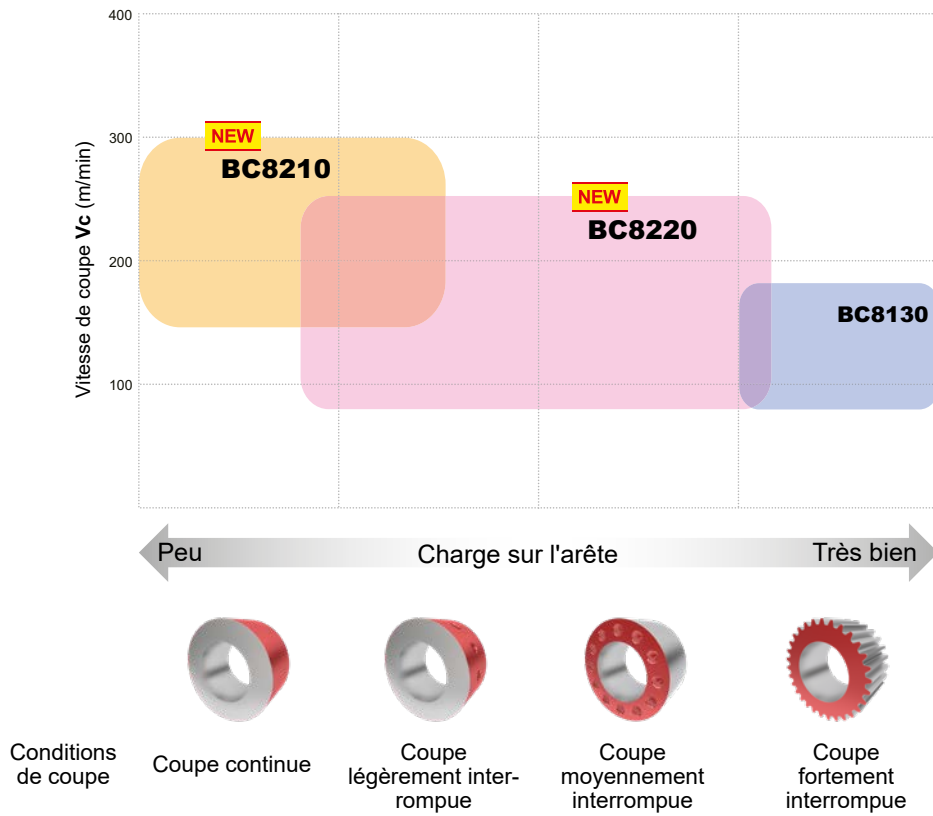 400
300
200
100
Vitesse de coupe Vc (m/min)
NEW
BC8210
NEW
BC8220
BC8130
Peu
Charge sur l'arête
Très bien
Conditions
de coupe
Coupe continue
Coupe
légèrement inter-
rompue
Coupe
moyennement
interrompue
Coupe
fortement
interrompue